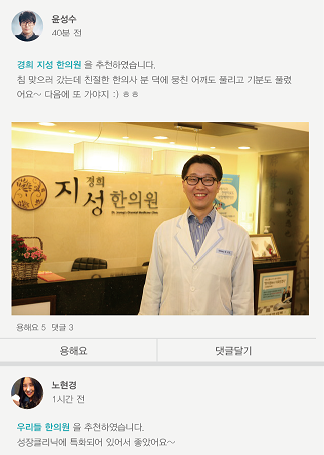 윤성수
40분 전
경희 지성 한의원 을 추천하였습니다.
침 맞으러 갔는데 친절한 한의사 분 덕에 뭉친 어깨도 풀리고 기분도 풀렸
어요~ 다음에 또 가야지 :) ㅎㅎ
경희
지성한의원
용해요 5 댓글 3
용해요
댓글달기
노현경
1시간 전
우리들 한의원 을 추천하였습니다.
성장클리닉에 특화되어 있어서 좋았어요~